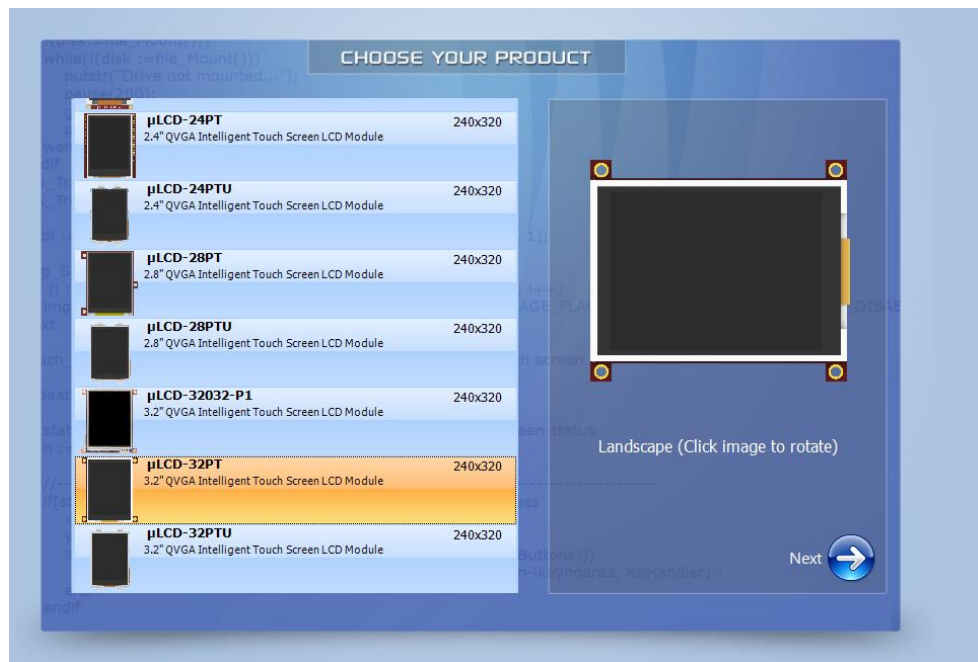 CHOOSE YOUR PRODUCT
while(!(disk :=file_Mount()))
putstr("Drive not mounted...");
pause(200);
µLCD-24PT 240x320
2.4" QVGA Intelligent Touch Screen LCD Module
µLCD-24PTU 240x320
2.4" QVGA Intelligent Touch Screen LCD Module
µLCD-28PT 240x320
2.8" QVGA Intelligent Touch Screen LCD Module
µLCD-28PTU 240x320
2.8" QVGA Intelligent Touch Screen LCD Module
µLCD-32032-P1 240x320
3.2" QVGA Intelligent Touch Screen LCD Module
µLCD-32PT 240x320
3.2" QVGA Intelligent Touch Screen LCD Module
µLCD-32PTU 240x320
3.2" QVGA Intelligent Touch Screen LCD Module
Landscape (Click image to rotate)
Next
endif